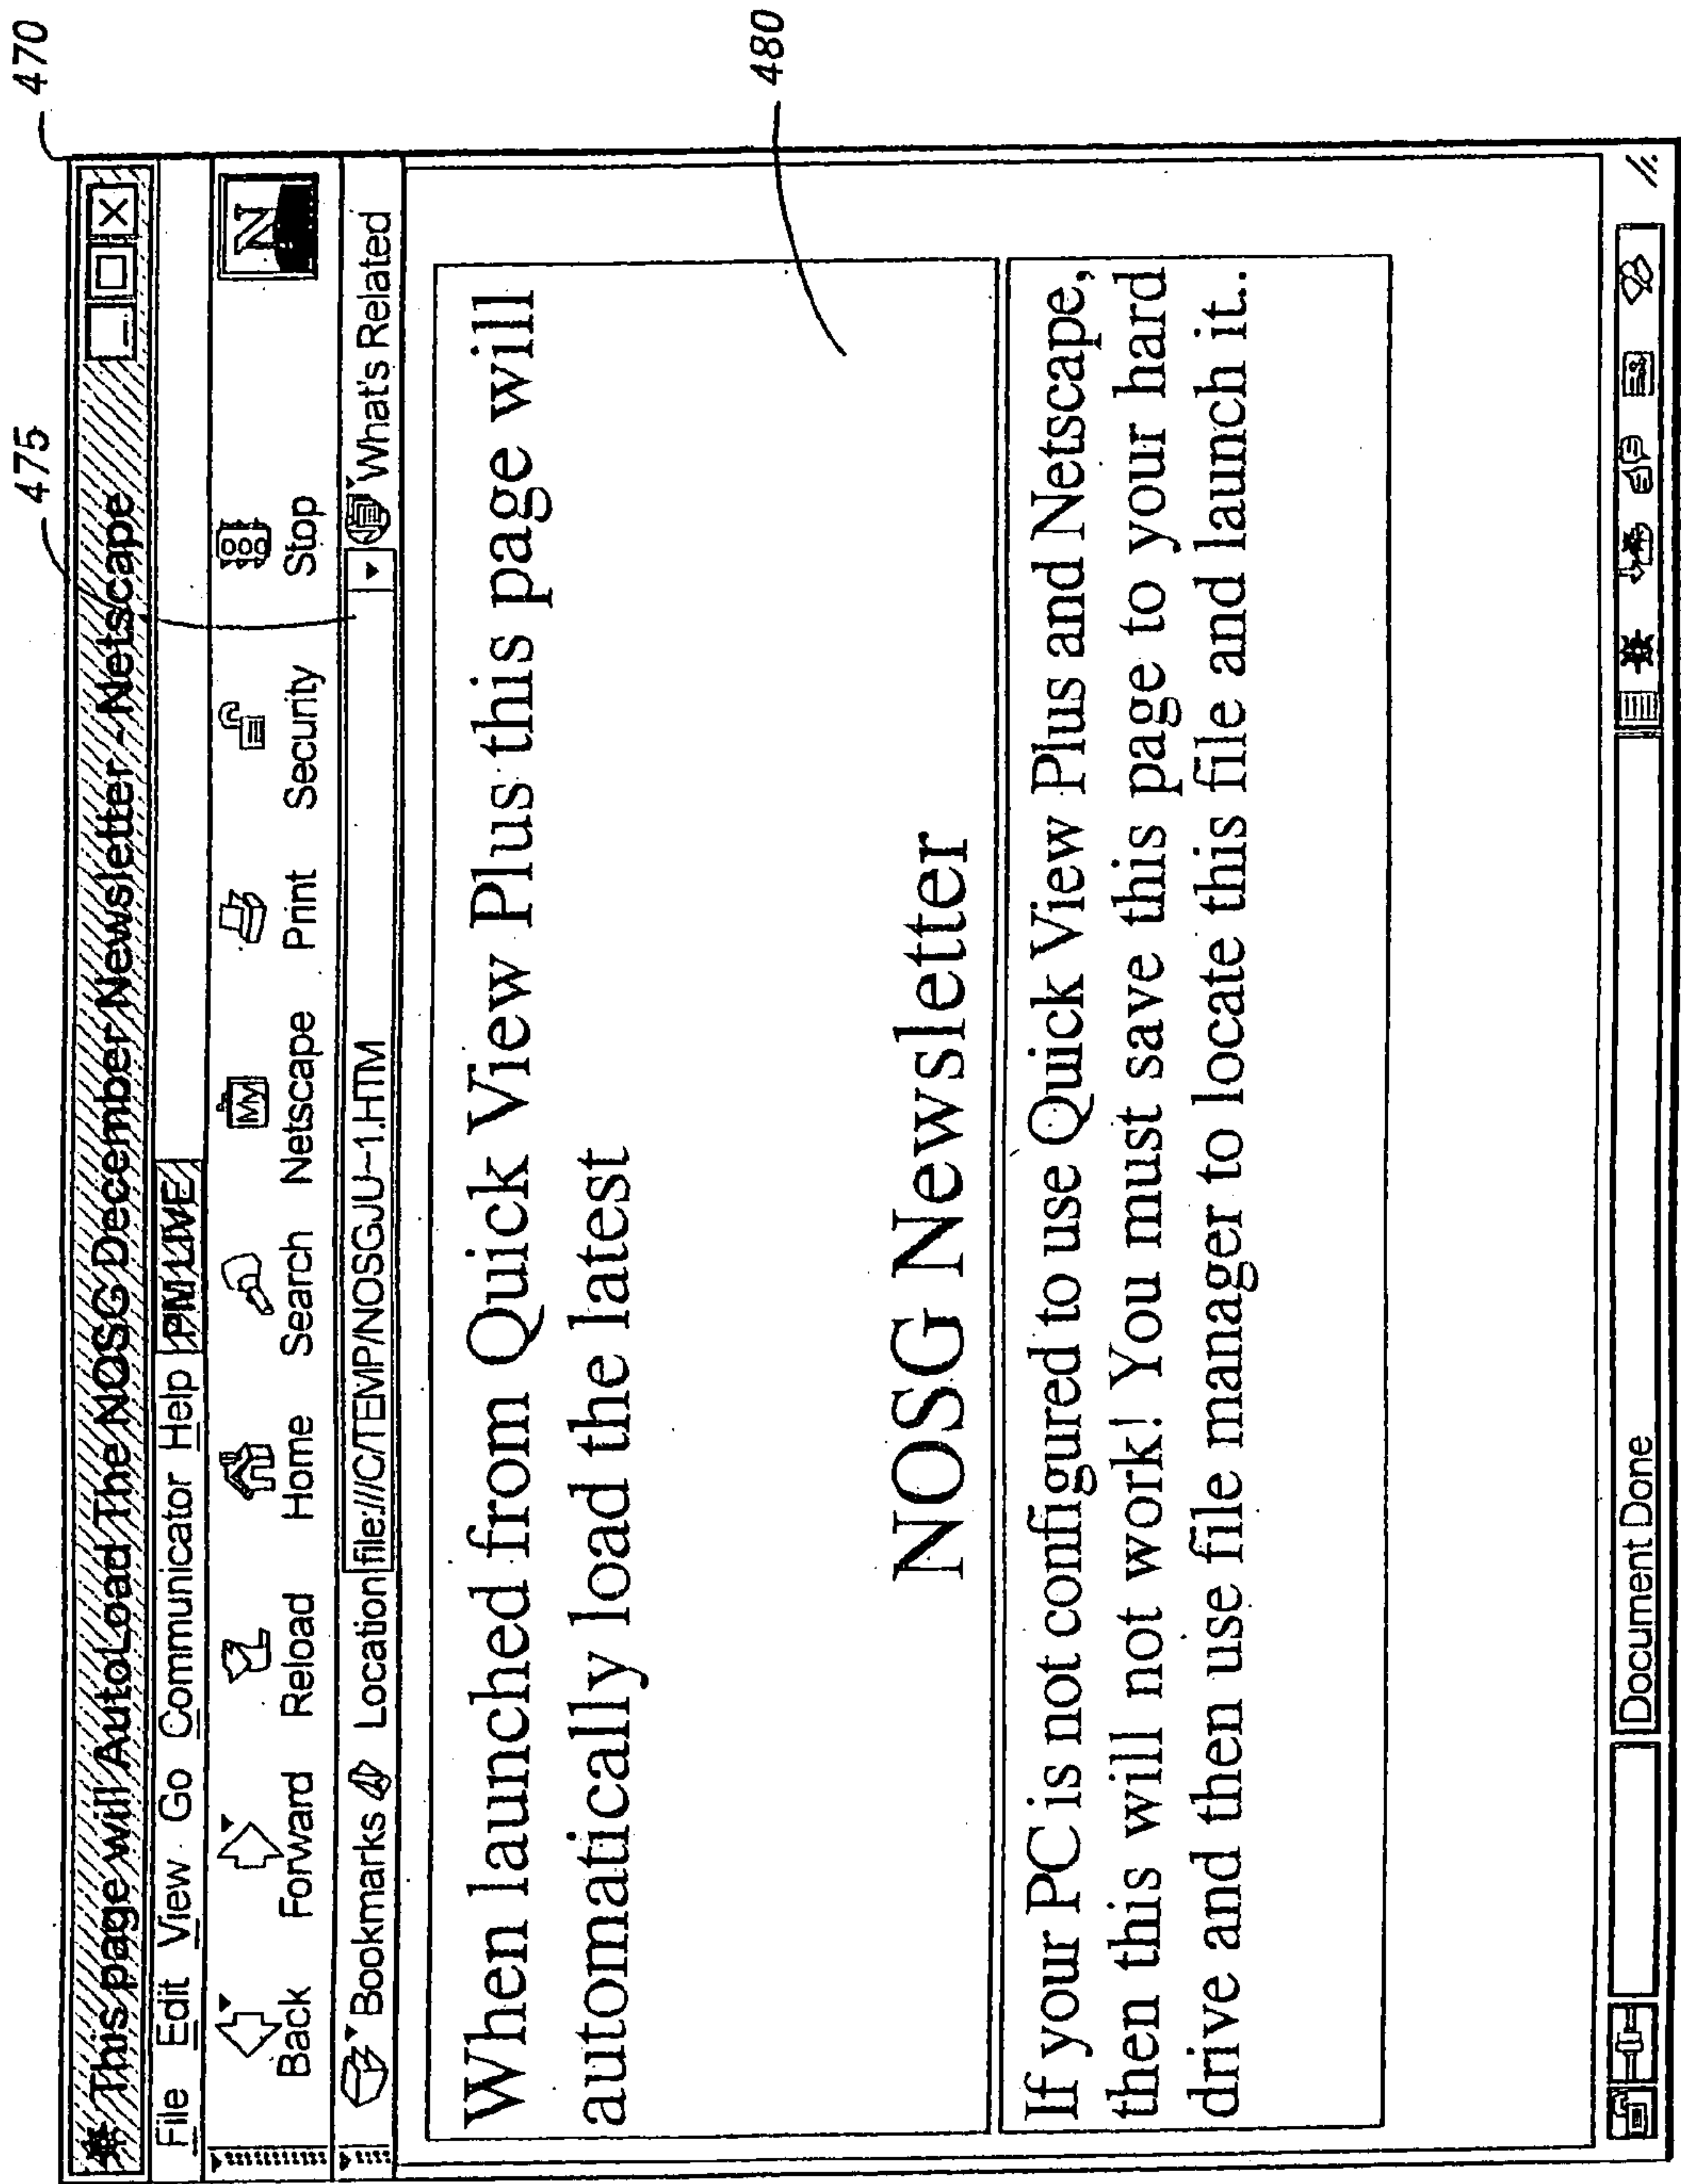 470
475
This page will AutoLoad The NOSG December Newsletter - Netscape
File Edit View Go Communicator Help PM LIVE
Back Forward Reload Home Search Netscape Print Security Stop
My
N
Bookmarks Location file:///C/TEMP/NOSGJU~1.HTM What's Related
When launched from Quick View Plus this page will
automatically load the latest
480
NOSG Newsletter
If your PC is not configured to use Quick View Plus and Netscape,
then this will not work! You must save this page to your hard
drive and then use file manager to locate this file and launch it.
Document Done